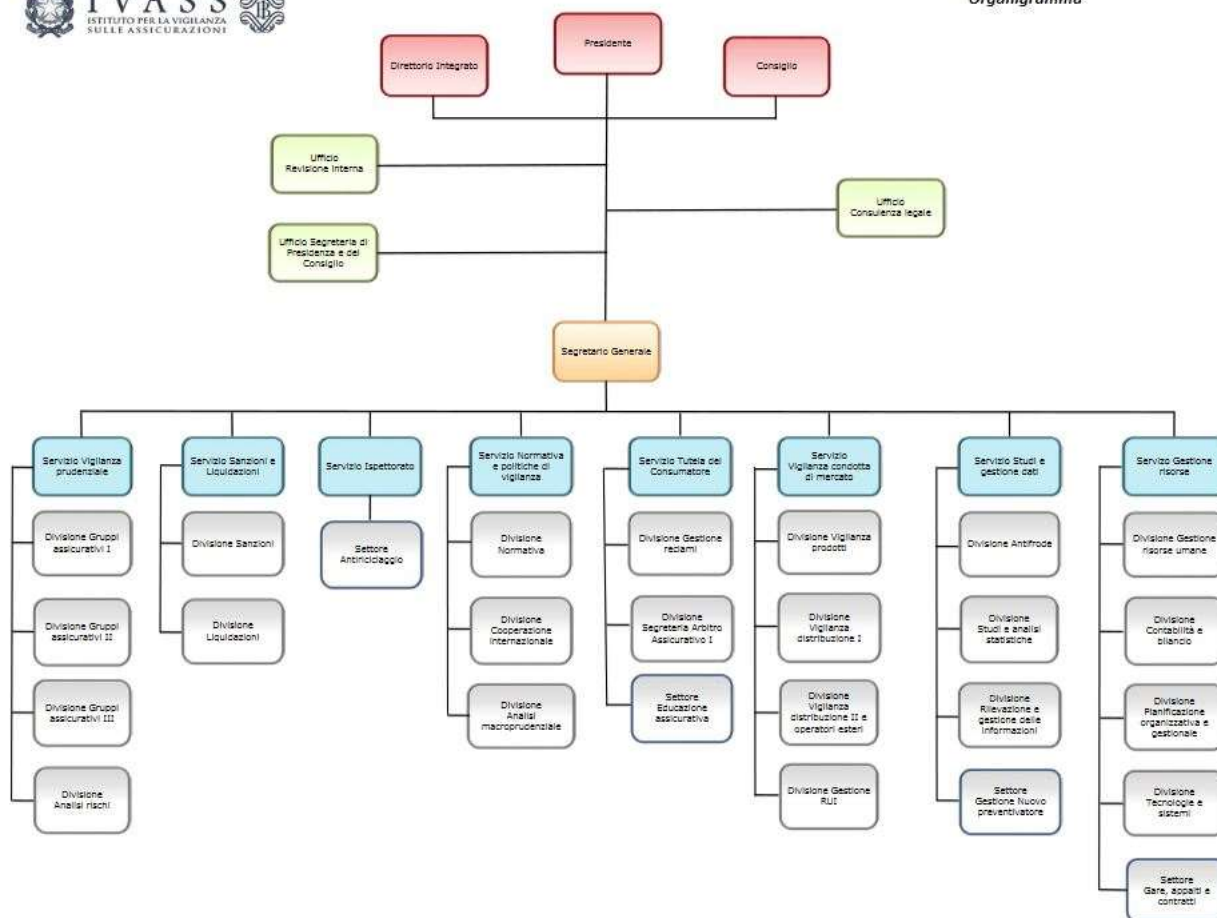 IVASS
ISTITUTO PER LA VIGILANZA
SULLE ASSICURAZIONI
Organigramma
Presidente
Direttorio Integrato
Consiglio
Ufficio
Revisione Interna
Ufficio
Consulenza legale
Ufficio Segreteria di
Presidenza e del
Consiglio
Segretario Generale
Servizio Vigilanza
prudenziale
Divisione Gruppi
assicurativi I
Divisione Gruppi
assicurativi II
Divisione Gruppi
assicurativi III
Divisione
Analisi rischi
Servizio Sanzioni e
Liquidazioni
Divisione Sanzioni
Divisione
Liquidazioni
Servizio Ispettorato
Settore
Antiriciclaggio
Servizio Normativa
e politiche di
vigilanza
Divisione
Normativa
Divisione
Cooperazione
internazionale
Divisione
Analisi
macroprudenziale
Servizio Tutela del
Consumatore
Divisione Gestione
reclami
Divisione
Segreteria Arbitro
Assicurativo I
Settore
Educazione
assicurativa
Servizio
Vigilanza condotta
di mercato
Divisione Vigilanza
prodotti
Divisione
Vigilanza
distribuzione I
Divisione
Vigilanza
distribuzione II e
operatori esteri
Divisione Gestione
RUI
Servizio Studi e
gestione dati
Divisione Antifrode
Divisione
Studi e analisi
statistiche
Divisione
Rilevazione e
gestione delle
informazioni
Settore
Gestione Nuovo
preventivatore
Servizo Gestione
risorse
Divisione Gestione
risorse umane
Divisione
Contabilità e
bilancio
Divisione
Pianificazione
organizzativa e
gestionale
Divisione
Tecnologie e
sistemi
Settore
Gare, appalti e
contratti